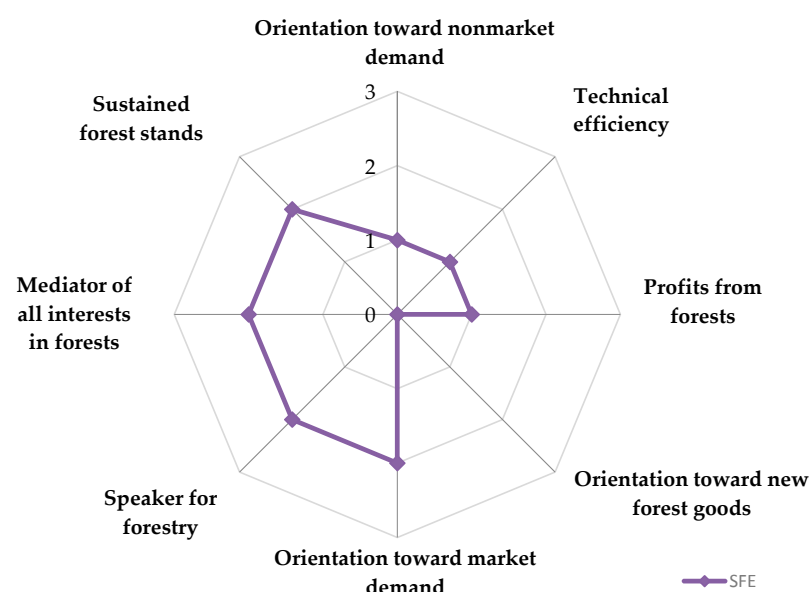 Orientation toward nonmarket
demand
Technical
efficiency
Profits from
forests
Orientation toward new
forest goods
Orientation toward market
demand
Speaker for
forestry
Mediator of
all interests
in forests
Sustained
forest stands
3
2
1
0
SFE